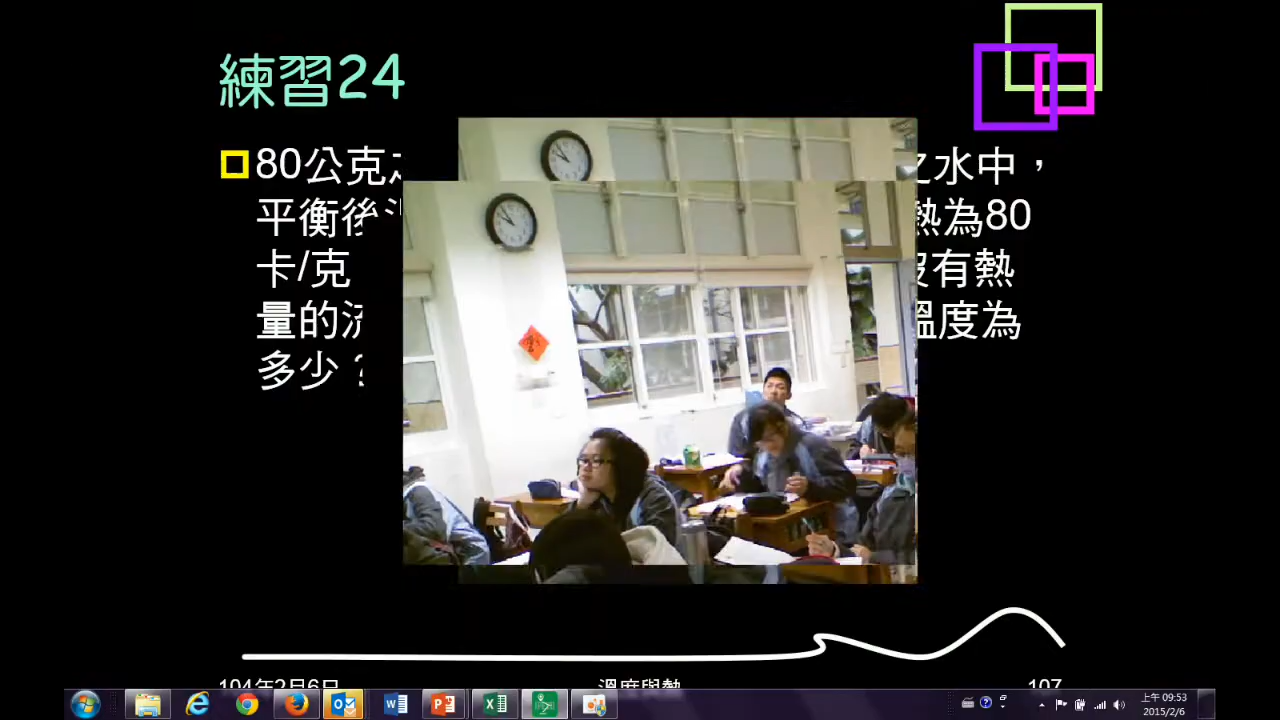 練習24
80公克 之水中，
平衡後 熱為80
卡/克 沒有熱
量的 溫度為
多少？
104年2月6日 溫度與熱 107
上午 09:53
2015/2/6